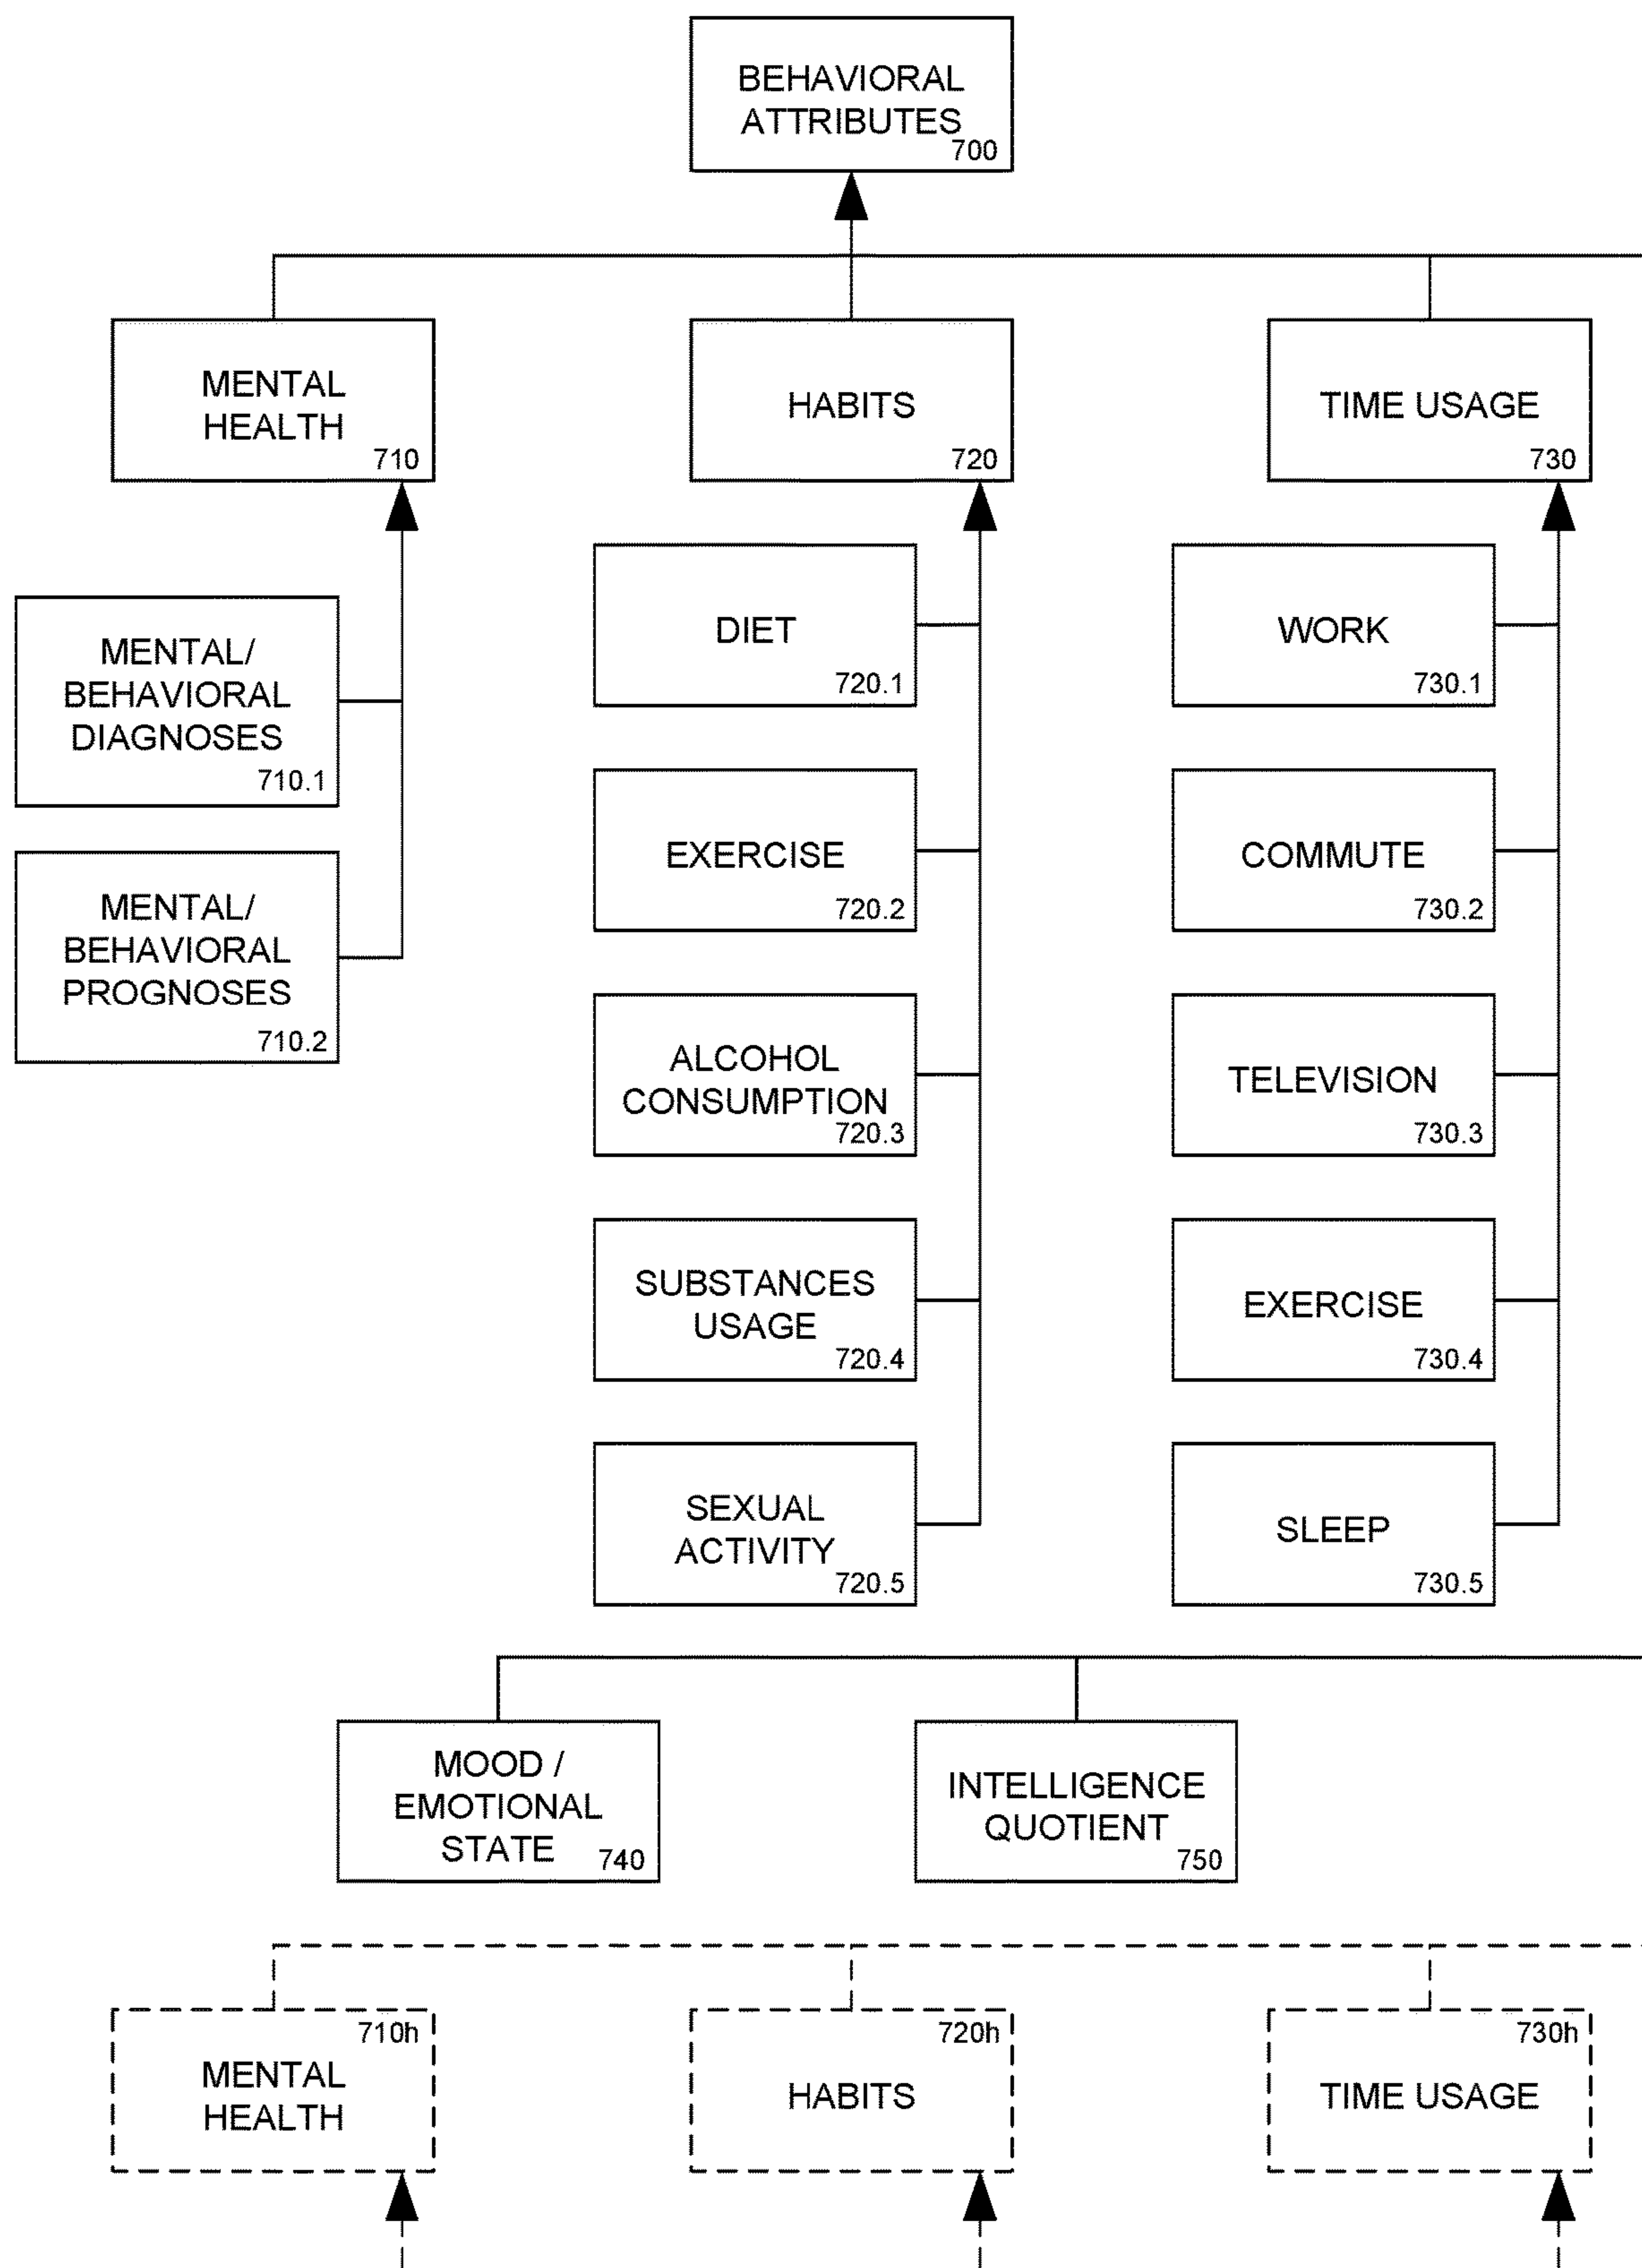 BEHAVIORAL
ATTRIBUTES
700
MENTAL
HEALTH
710
HABITS
720
TIME USAGE
730
MENTAL/
BEHAVIORAL
DIAGNOSES
710.1
MENTAL/
BEHAVIORAL
PROGNOSES
710.2
DIET
720.1
EXERCISE
720.2
ALCOHOL
CONSUMPTION
720.3
SUBSTANCES
USAGE
720.4
SEXUAL
ACTIVITY
720.5
WORK
730.1
COMMUTE
730.2
TELEVISION
730.3
EXERCISE
730.4
SLEEP
730.5
MOOD /
EMOTIONAL
STATE
740
INTELLIGENCE
QUOTIENT
750
710h
MENTAL
HEALTH
720h
HABITS
730h
TIME USAGE